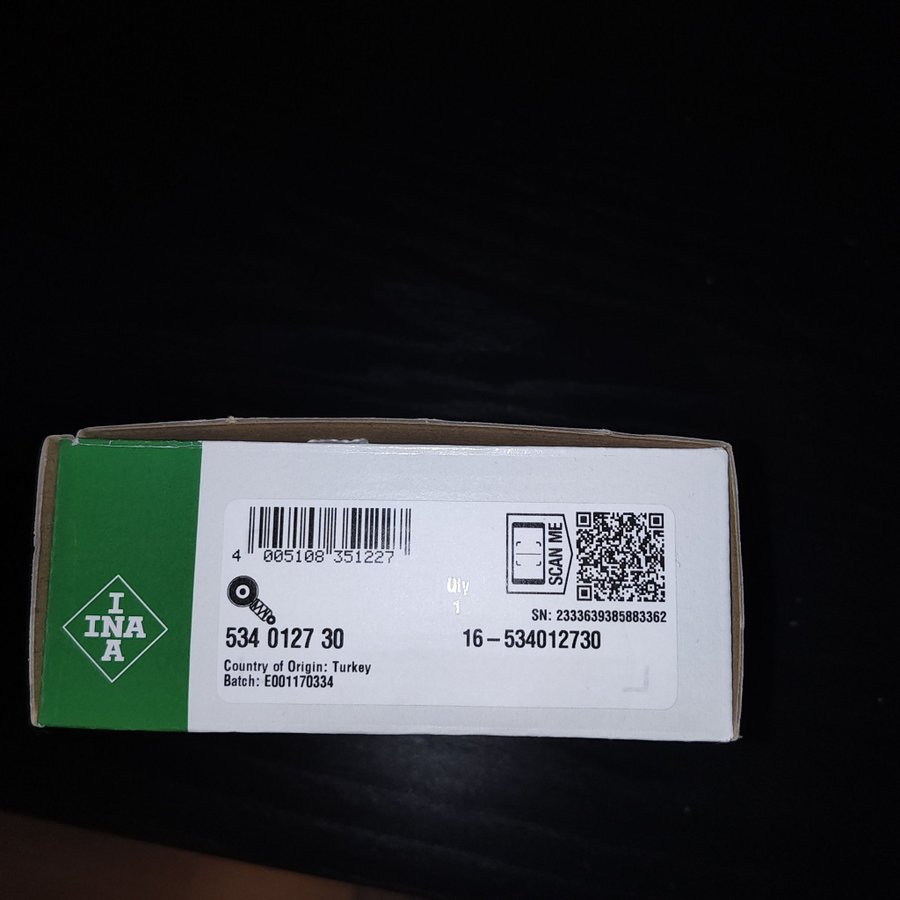 I
INA
A
4 005108 351227
SCAN ME
Qty
1
SN: 2333639385883362
534 0127 30
16-534012730
Country of Origin: Turkey
Batch: E001170334